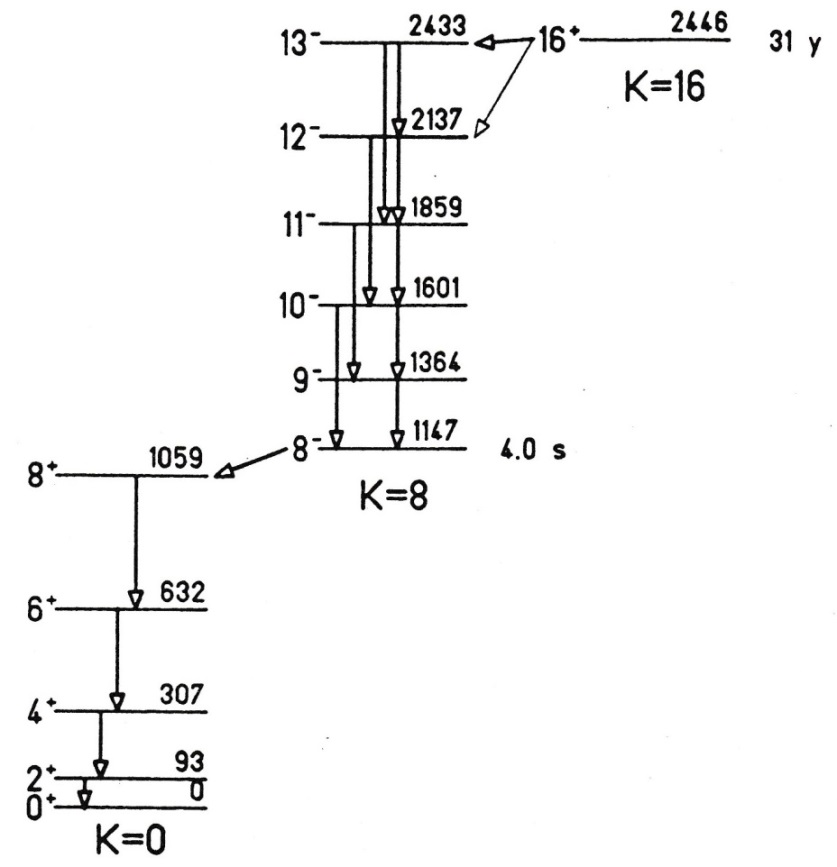 13⁻ 2433 16⁺ 2446 31 y
K=16
12⁻ 2137
11⁻ 1859
10⁻ 1601
9⁻ 1364
8⁻ 1147 4.0 s
8⁺ 1059
K=8
6⁺ 632
4⁺ 307
2⁺ 93
0⁺ 0
K=0